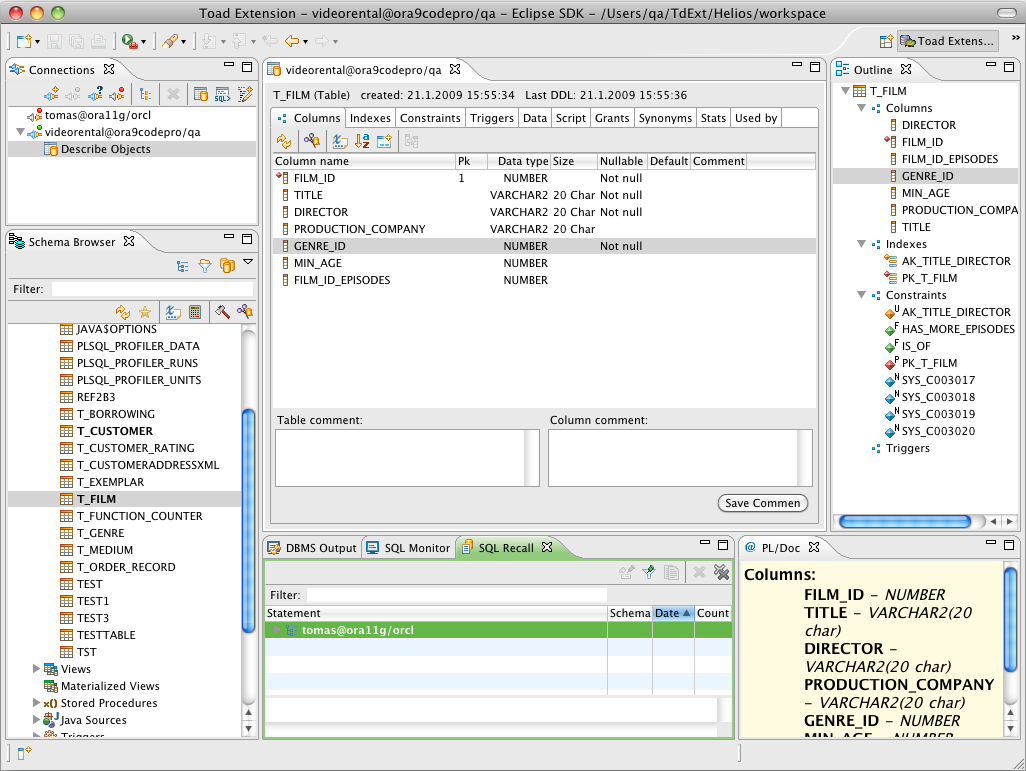 Toad Extension - videorental@ora9codepro/qa - Eclipse SDK - /Users/qa/TdExt/Helios/workspace
Toad Extens...
Connections
tomas@ora11g/orcl
videorental@ora9codepro/qa
Describe Objects
Schema Browser
Filter:
JAVA$OPTIONS
PLSQL_PROFILER_DATA
PLSQL_PROFILER_RUNS
PLSQL_PROFILER_UNITS
REF2B3
T_BORROWING
T_CUSTOMER
T_CUSTOMER_RATING
T_CUSTOMERADDRESSXML
T_EXEMPLAR
T_FILM
T_FUNCTION_COUNTER
T_GENRE
T_MEDIUM
T_ORDER_RECORD
TEST
TEST1
TEST3
TESTTABLE
TST
Views
Materialized Views
Stored Procedures
Java Sources
Triggers
videorental@ora9codepro/qa
T_FILM (Table) created: 21.1.2009 15:55:34 Last DDL: 21.1.2009 15:55:36
Columns Indexes Constraints Triggers Data Script Grants Synonyms Stats Used by
Column name Pk Data type Size Nullable Default Comment
FILM_ID 1 NUMBER Not null
TITLE VARCHAR2 20 Char Not null
DIRECTOR VARCHAR2 20 Char Not null
PRODUCTION_COMPANY VARCHAR2 20 Char
GENRE_ID NUMBER Not null
MIN_AGE NUMBER
FILM_ID_EPISODES NUMBER
Table comment: Column comment:
Save Commen
DBMS Output SQL Monitor SQL Recall
Filter:
Statement Schema Date Count
tomas@ora11g/orcl
Outline
T_FILM
Columns
DIRECTOR
FILM_ID
FILM_ID_EPISODES
GENRE_ID
MIN_AGE
PRODUCTION_COMPA
TITLE
Indexes
AK_TITLE_DIRECTOR
PK_T_FILM
Constraints
U AK_TITLE_DIRECTOR
F HAS_MORE_EPISODES
F IS_OF
P PK_T_FILM
N SYS_C003017
N SYS_C003018
N SYS_C003019
N SYS_C003020
Triggers
@ PL/Doc
Columns:
FILM_ID - NUMBER
TITLE - VARCHAR2(20
char)
DIRECTOR -
VARCHAR2(20 char)
PRODUCTION_COMPANY
- VARCHAR2(20 char)
GENRE_ID - NUMBER
MIN_AGE - NUMBER